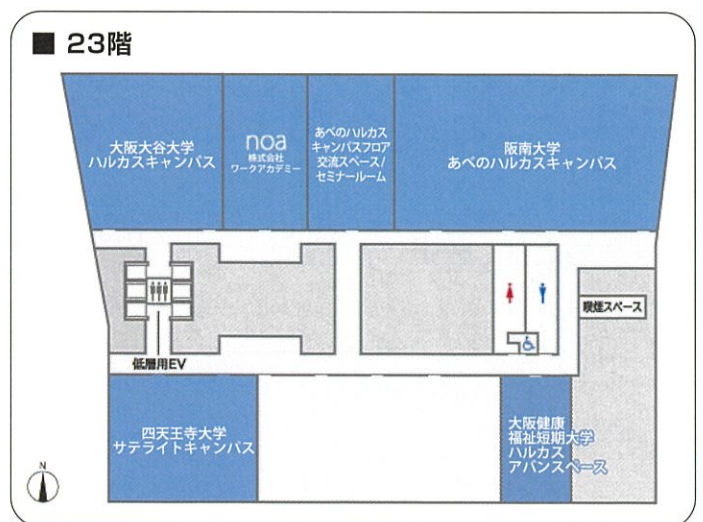 ■ 23階
大阪大谷大学
ハルカスキャンパス
noa
株式会社
ワークアカデミー
あべのハルカス
キャンパスフロア
交流スペース/
セミナールーム
阪南大学
あべのハルカスキャンパス
喫煙スペース
低層用EV
四天王寺大学
サテライトキャンパス
大阪健康
福祉短期大学
ハルカス
アバンスペース
N